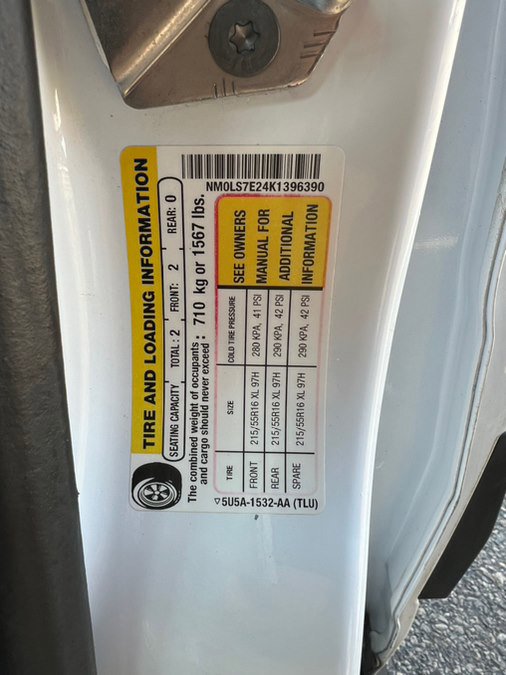 TIRE AND LOADING INFORMATION
SEATING CAPACITY TOTAL : 2 FRONT: 2 REAR: 0
The combined weight of occupants
and cargo should never exceed : 710 kg or 1567 lbs.
NM0LS7E24K1396390
TIRE SIZE COLD TIRE PRESSURE SEE OWNERS
FRONT 215/55R16 XL 97H 280 KPA, 41 PSI MANUAL FOR
REAR 215/55R16 XL 97H 290 KPA, 42 PSI ADDITIONAL
SPARE 215/55R16 XL 97H 290 KPA, 42 PSI INFORMATION
5U5A-1532-AA (TLU)